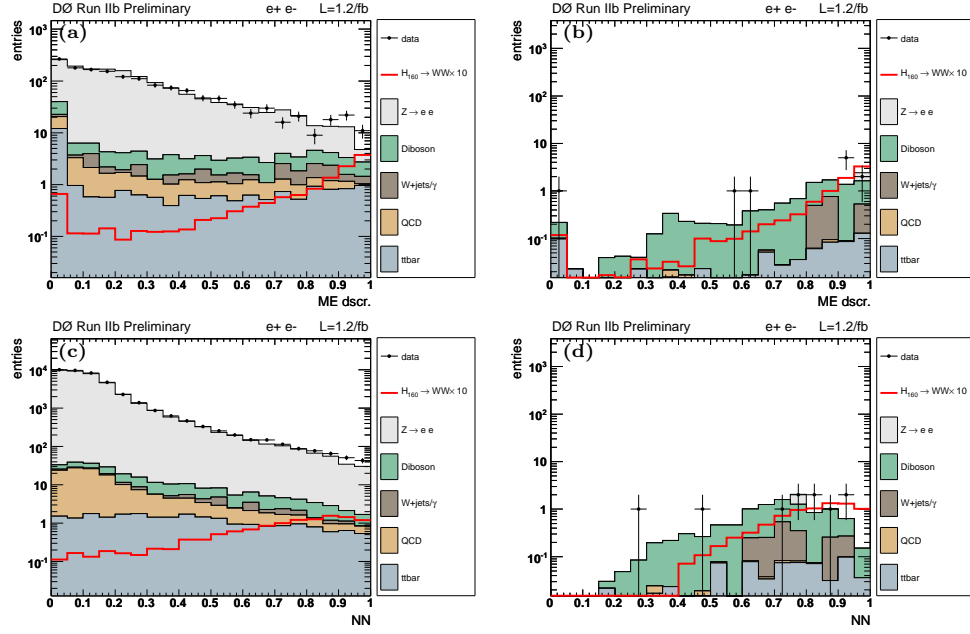 DØ Run IIb Preliminary e+ e- L=1.2/fb
(a)
entries
10³
10²
10
1
10⁻¹
0 0.1 0.2 0.3 0.4 0.5 0.6 0.7 0.8 0.9 1
ME dscr.
data
H₁₆₀ → WW×10
Z → e e
Diboson
W+jets/γ
QCD
ttbar
DØ Run IIb Preliminary e+ e- L=1.2/fb
(b)
entries
10³
10²
10
1
10⁻¹
0 0.1 0.2 0.3 0.4 0.5 0.6 0.7 0.8 0.9 1
ME dscr.
data
H₁₆₀ → WW×10
Z → e e
Diboson
W+jets/γ
QCD
ttbar
DØ Run IIb Preliminary e+ e- L=1.2/fb
(c)
entries
10⁴
10³
10²
10
1
10⁻¹
0 0.1 0.2 0.3 0.4 0.5 0.6 0.7 0.8 0.9 1
NN
data
H₁₆₀ → WW×10
Z → e e
Diboson
W+jets/γ
QCD
ttbar
DØ Run IIb Preliminary e+ e- L=1.2/fb
(d)
entries
10³
10²
10
1
10⁻¹
0 0.1 0.2 0.3 0.4 0.5 0.6 0.7 0.8 0.9 1
NN
data
H₁₆₀ → WW×10
Z → e e
Diboson
W+jets/γ
QCD
ttbar